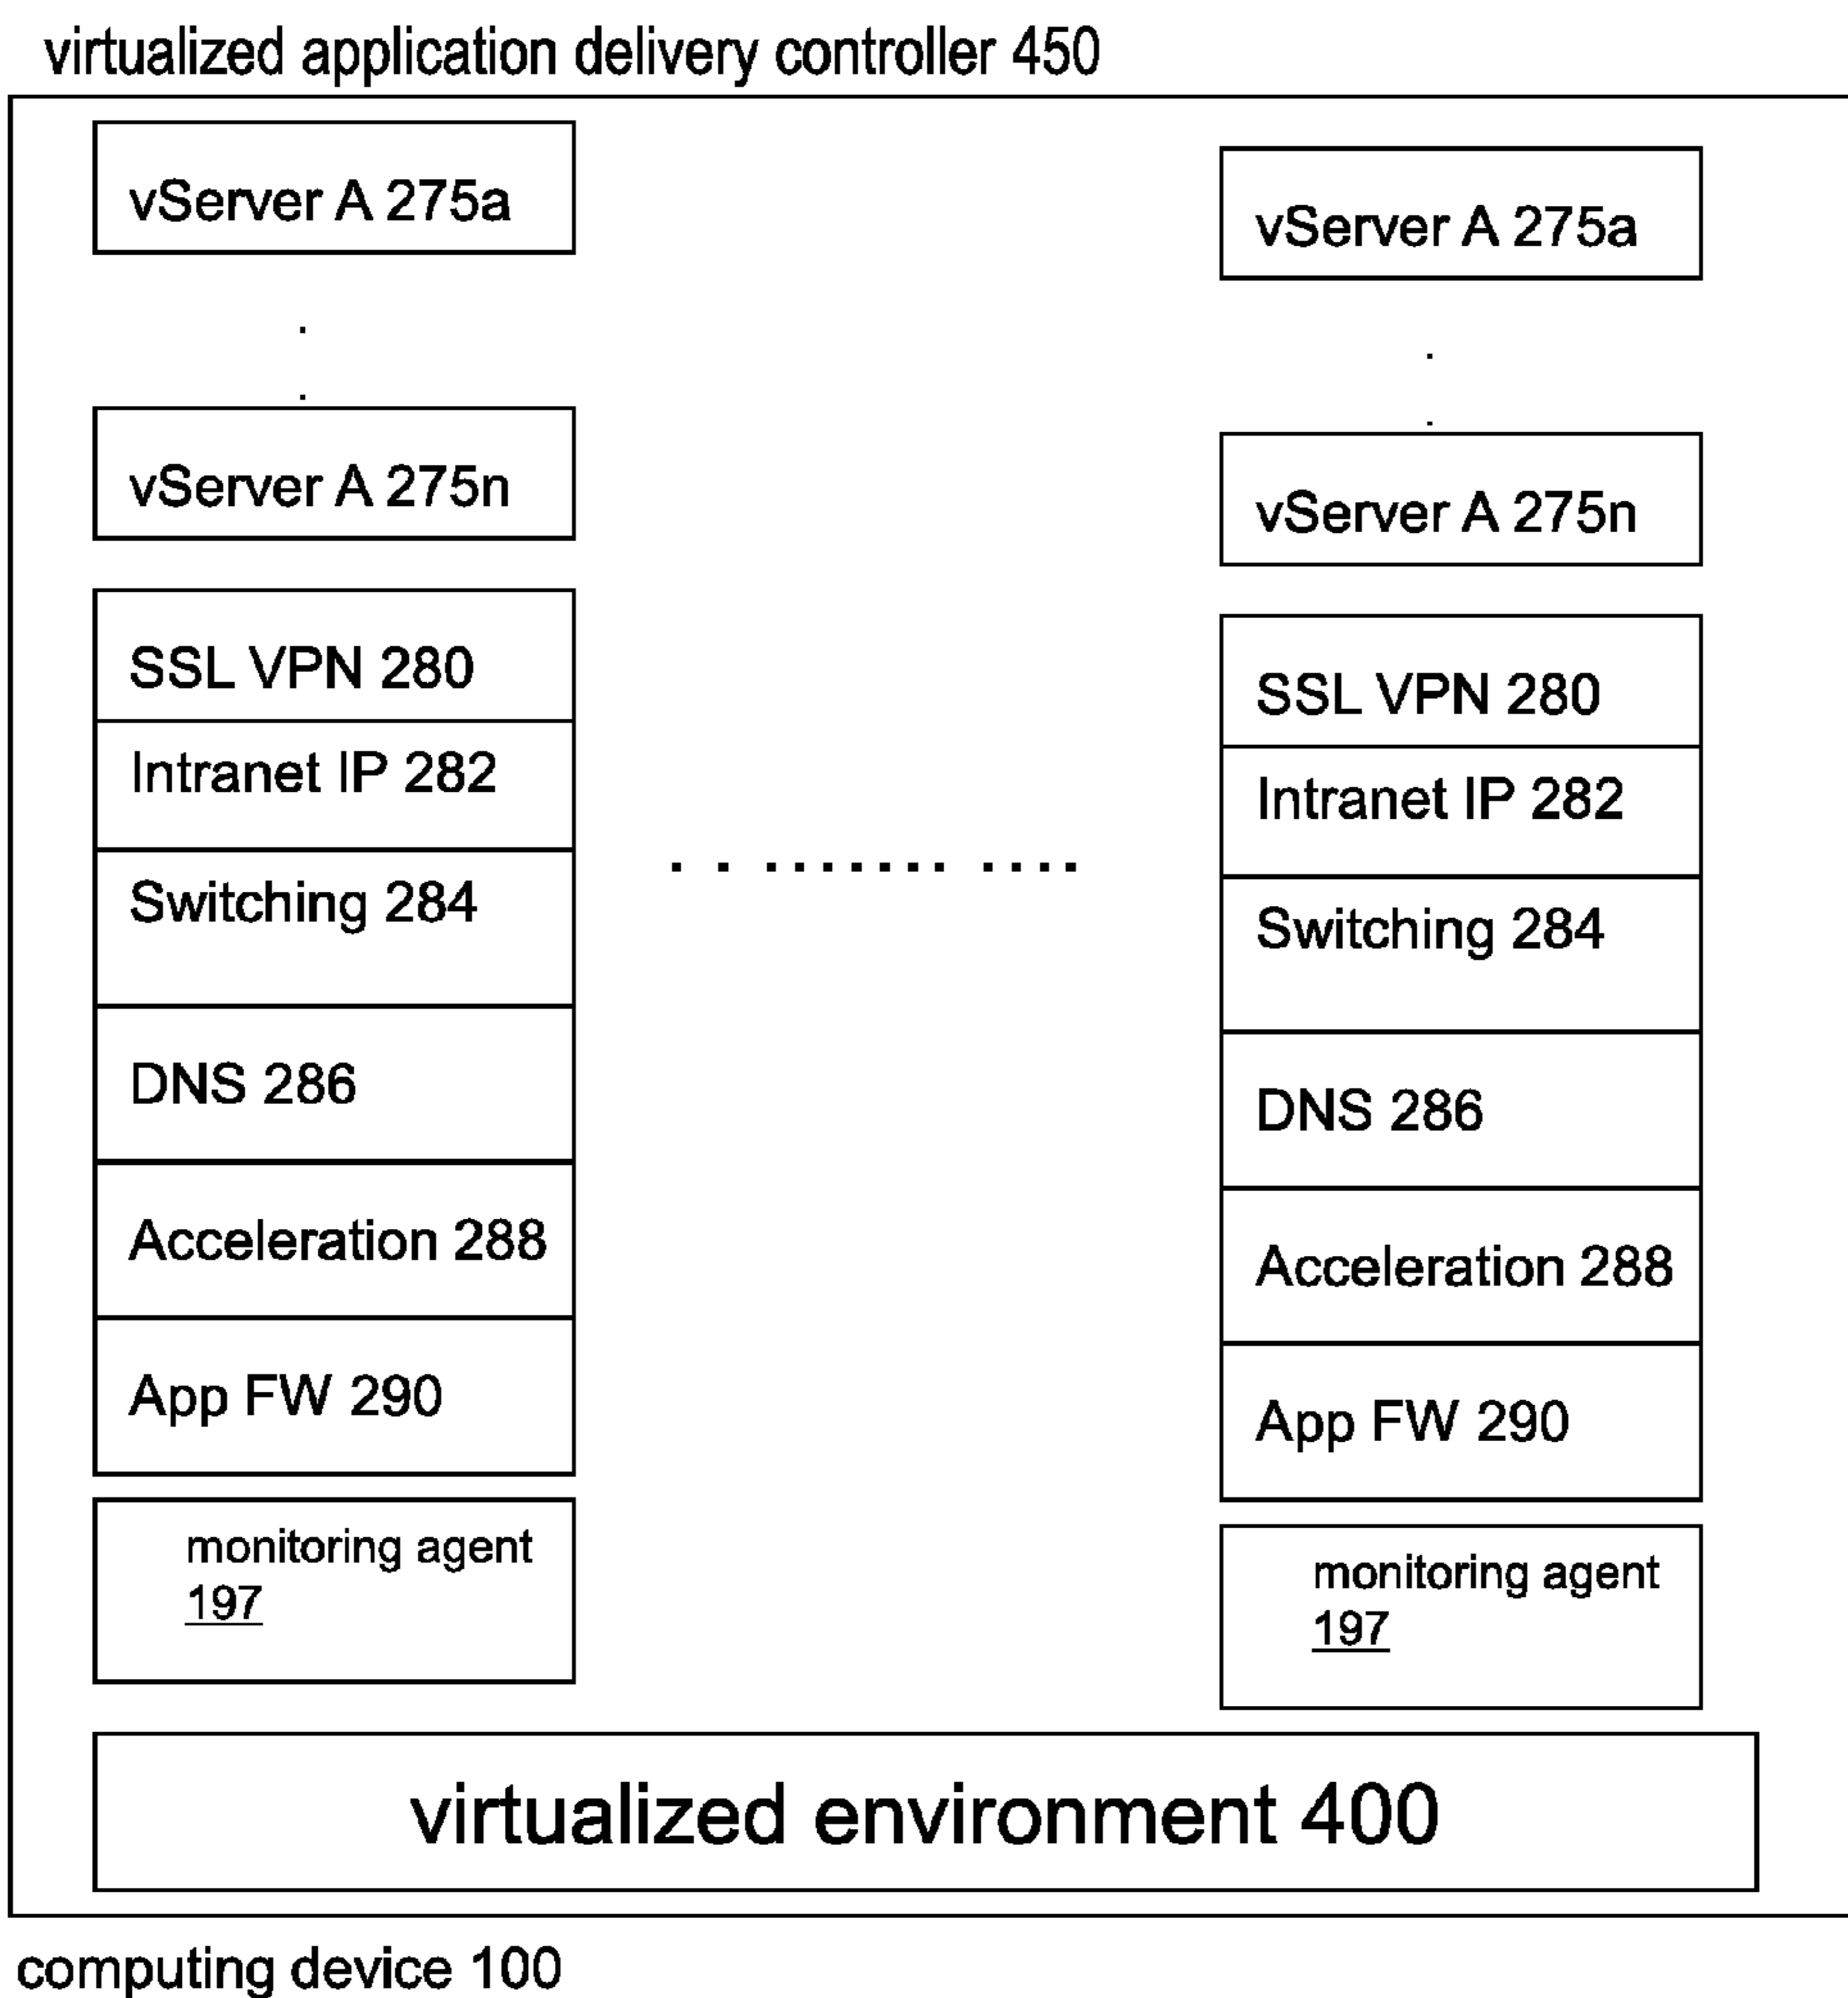 virtualized application delivery controller 450
vServer A 275a
vServer A 275n
SSL VPN 280
Intranet IP 282
Switching 284
DNS 286
Acceleration 288
App FW 290
monitoring agent
197
vServer A 275a
vServer A 275n
SSL VPN 280
Intranet IP 282
Switching 284
DNS 286
Acceleration 288
App FW 290
monitoring agent
197
virtualized environment 400
computing device 100